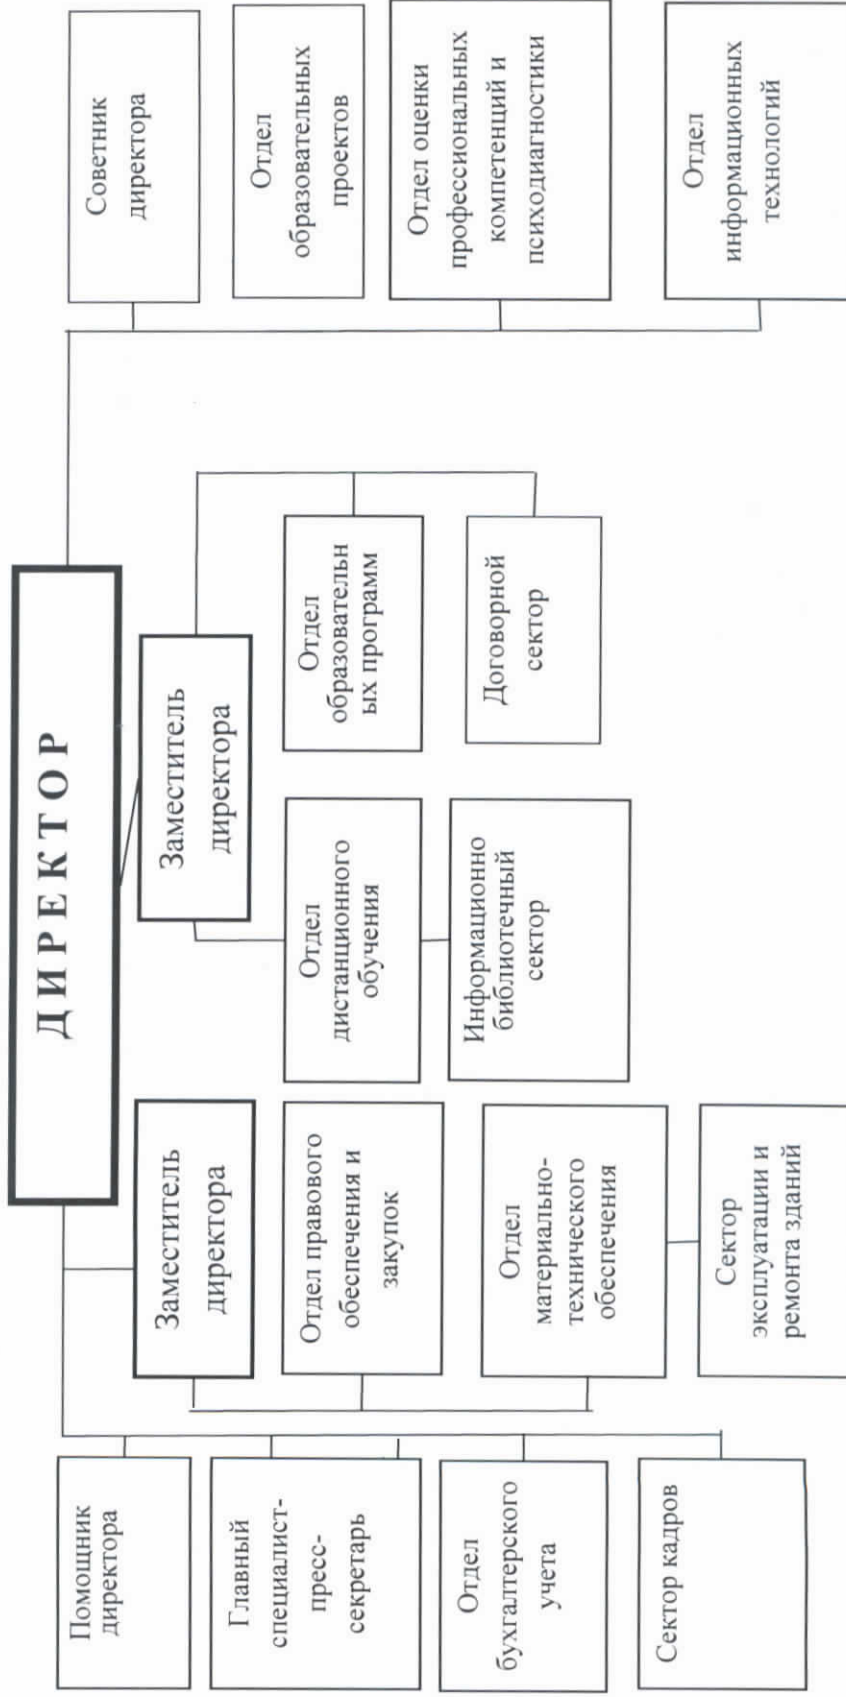 ДИРЕКТОР
Помощник
директора
Главный
специалист-
пресс-
секретарь
Отдел
бухгалтерского
учета
Сектор кадров
Заместитель
директора
Отдел правового
обеспечения и
закупок
Отдел
материально-
технического
обеспечения
Сектор
эксплуатации и
ремонта зданий
Заместитель
директора
Отдел
дистанционного
обучения
Информационно
библиотечный
сектор
Отдел
образовательн
ых программ
Договорной
сектор
Советник
директора
Отдел
образовательных
проектов
Отдел оценки
профессиональных
компетенций и
психодиагностики
Отдел
информационных
технологий